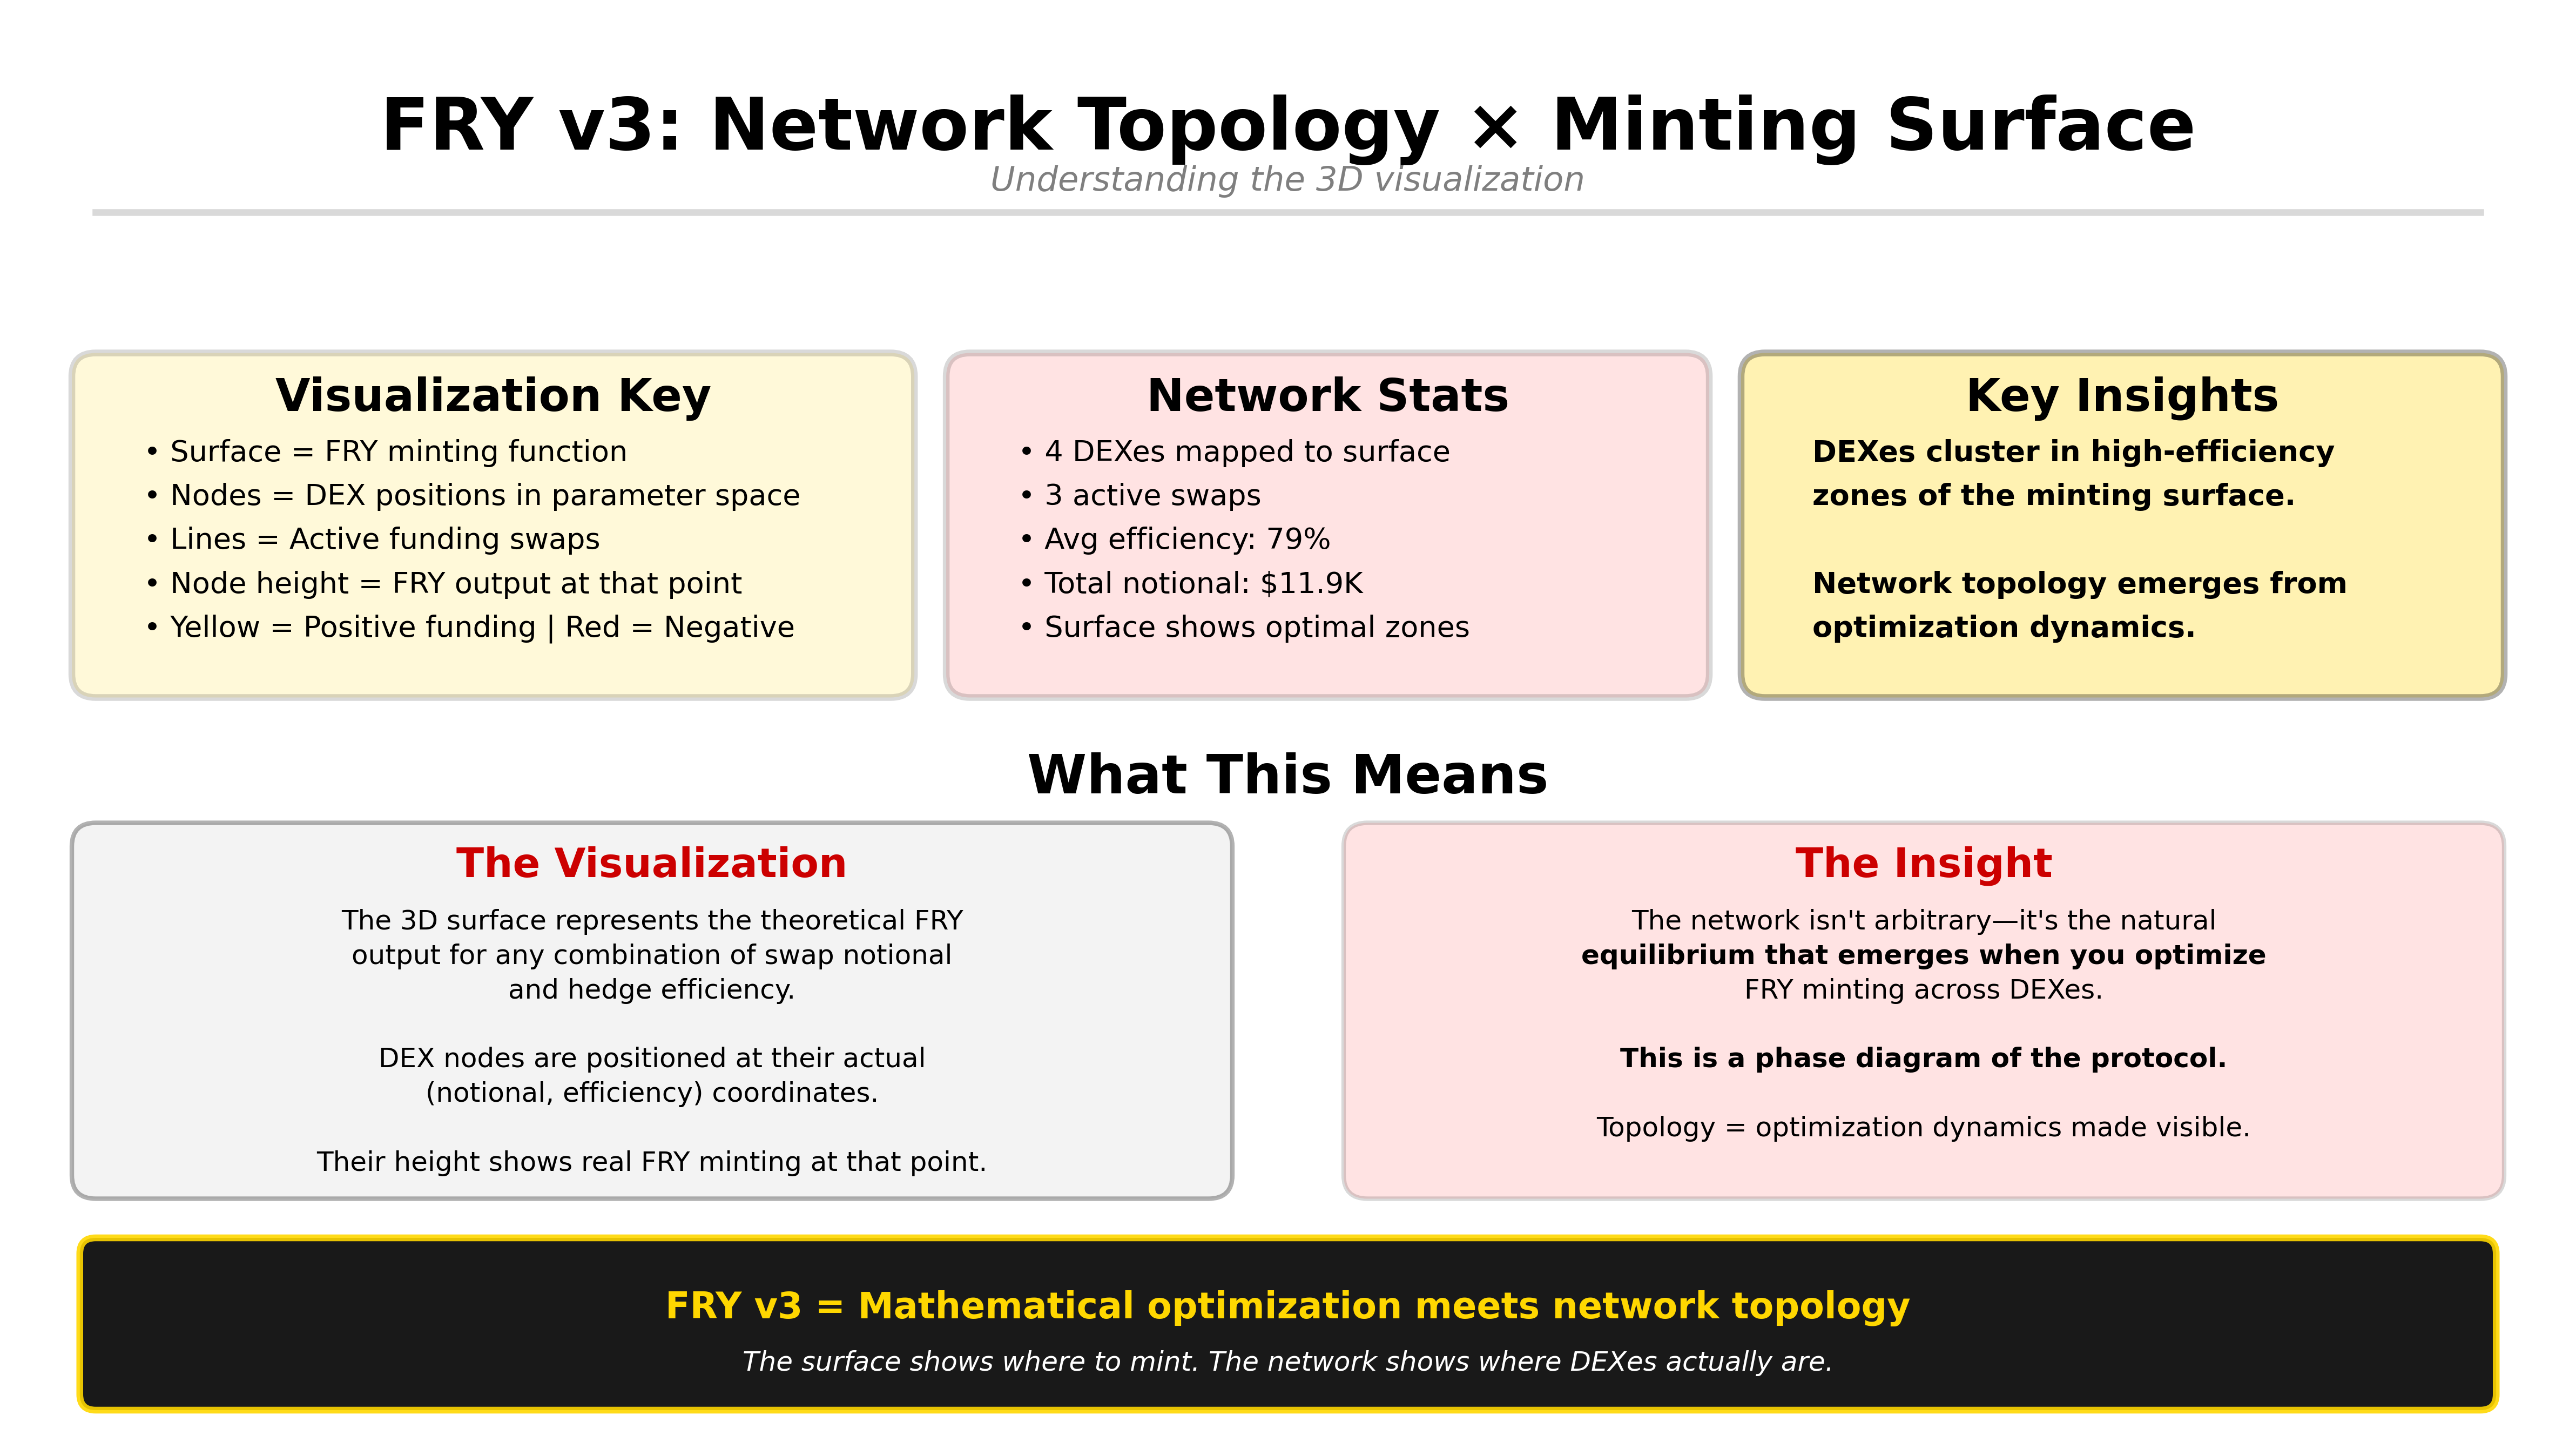 FRY v3: Network Topology × Minting Surface
Understanding the 3D visualization
Visualization Key
• Surface = FRY minting function
• Nodes = DEX positions in parameter space
• Lines = Active funding swaps
• Node height = FRY output at that point
• Yellow = Positive funding | Red = Negative
Network Stats
• 4 DEXes mapped to surface
• 3 active swaps
• Avg efficiency: 79%
• Total notional: $11.9K
• Surface shows optimal zones
Key Insights
DEXes cluster in high-efficiency
zones of the minting surface.
Network topology emerges from
optimization dynamics.
What This Means
The Visualization
The 3D surface represents the theoretical FRY
output for any combination of swap notional
and hedge efficiency.
DEX nodes are positioned at their actual
(notional, efficiency) coordinates.
Their height shows real FRY minting at that point.
The Insight
The network isn't arbitrary—it's the natural
equilibrium that emerges when you optimize
FRY minting across DEXes.
This is a phase diagram of the protocol.
Topology = optimization dynamics made visible.
FRY v3 = Mathematical optimization meets network topology
The surface shows where to mint. The network shows where DEXes actually are.